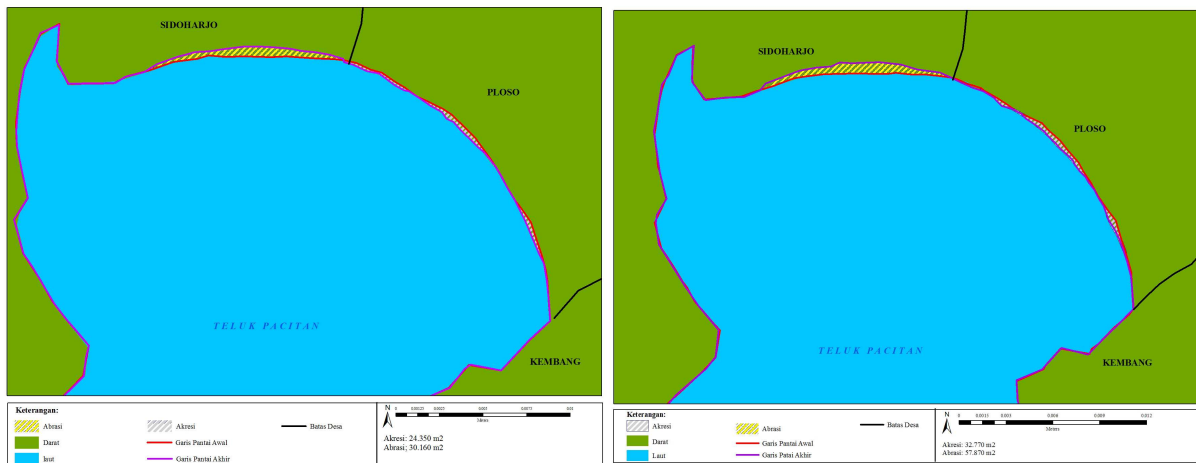 SIDOHARJO
PLOSO
TELUK PACITAN
KEMBANG
Keterangan:
Abrasi
Akresi
Batas Desa
Darat
Garis Pantai Awal
laut
Garis Pantai Akhir
N
Akresi: 24.350 m2
Abrasi; 30.160 m2
SIDOHARJO
PLOSO
TELUK PACITAN
KEMBANG
Keterangan:
Akresi
Abrasi
Batas Desa
Darat
Garis Pantai Awal
Laut
Garis Pantai Akhir
N
0 0.0015 0.003 0.006 0.009 0.012
Meters
Akresi: 32.770 m2
Abrasi: 57.870 m2